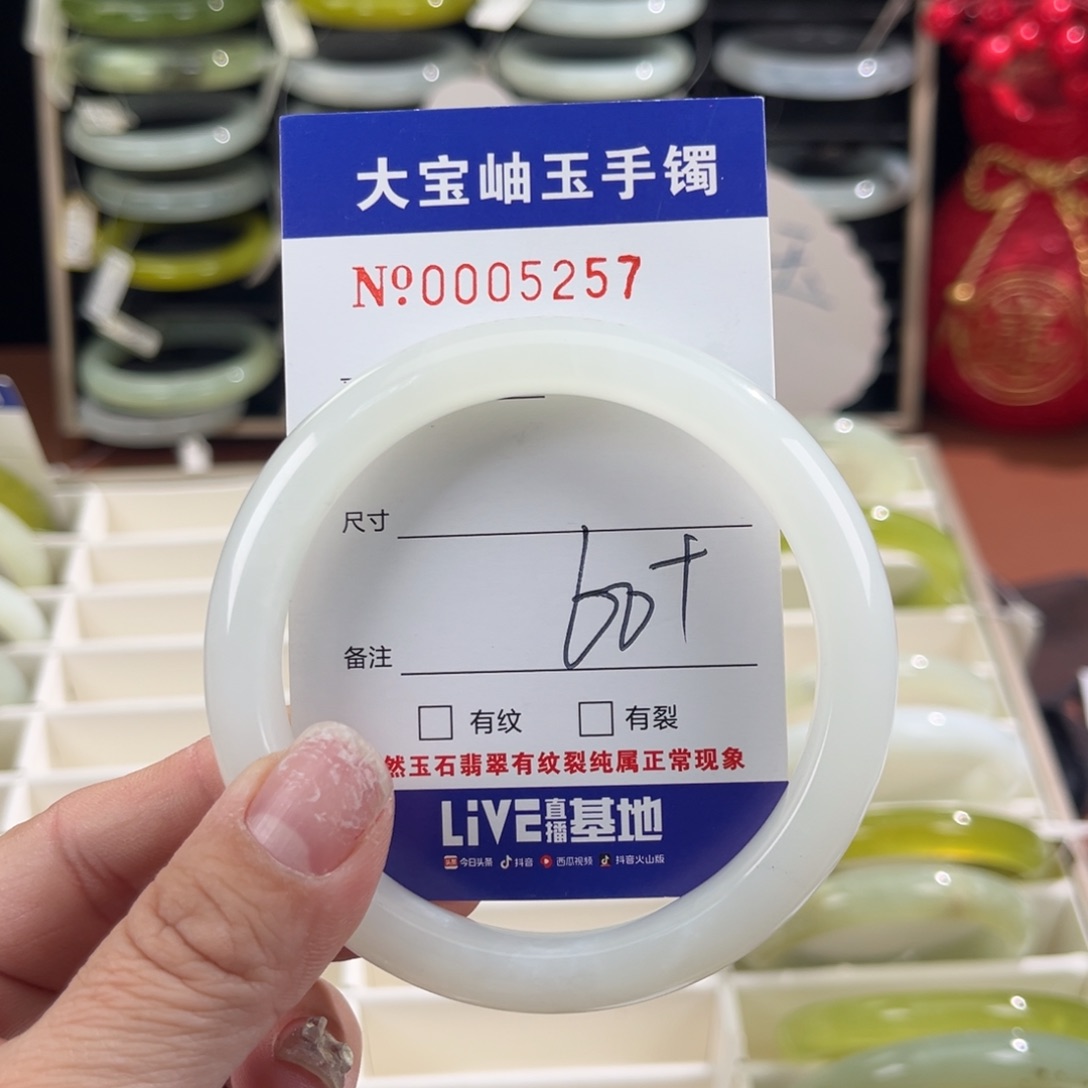 大宝岫玉手镯
№0005257
尺寸
60+
备注
□ 有纹 □ 有裂
然玉石翡翠有纹裂纯属正常现象
LiVE直播基地
今日头条 抖音 西瓜视频 抖音火山版